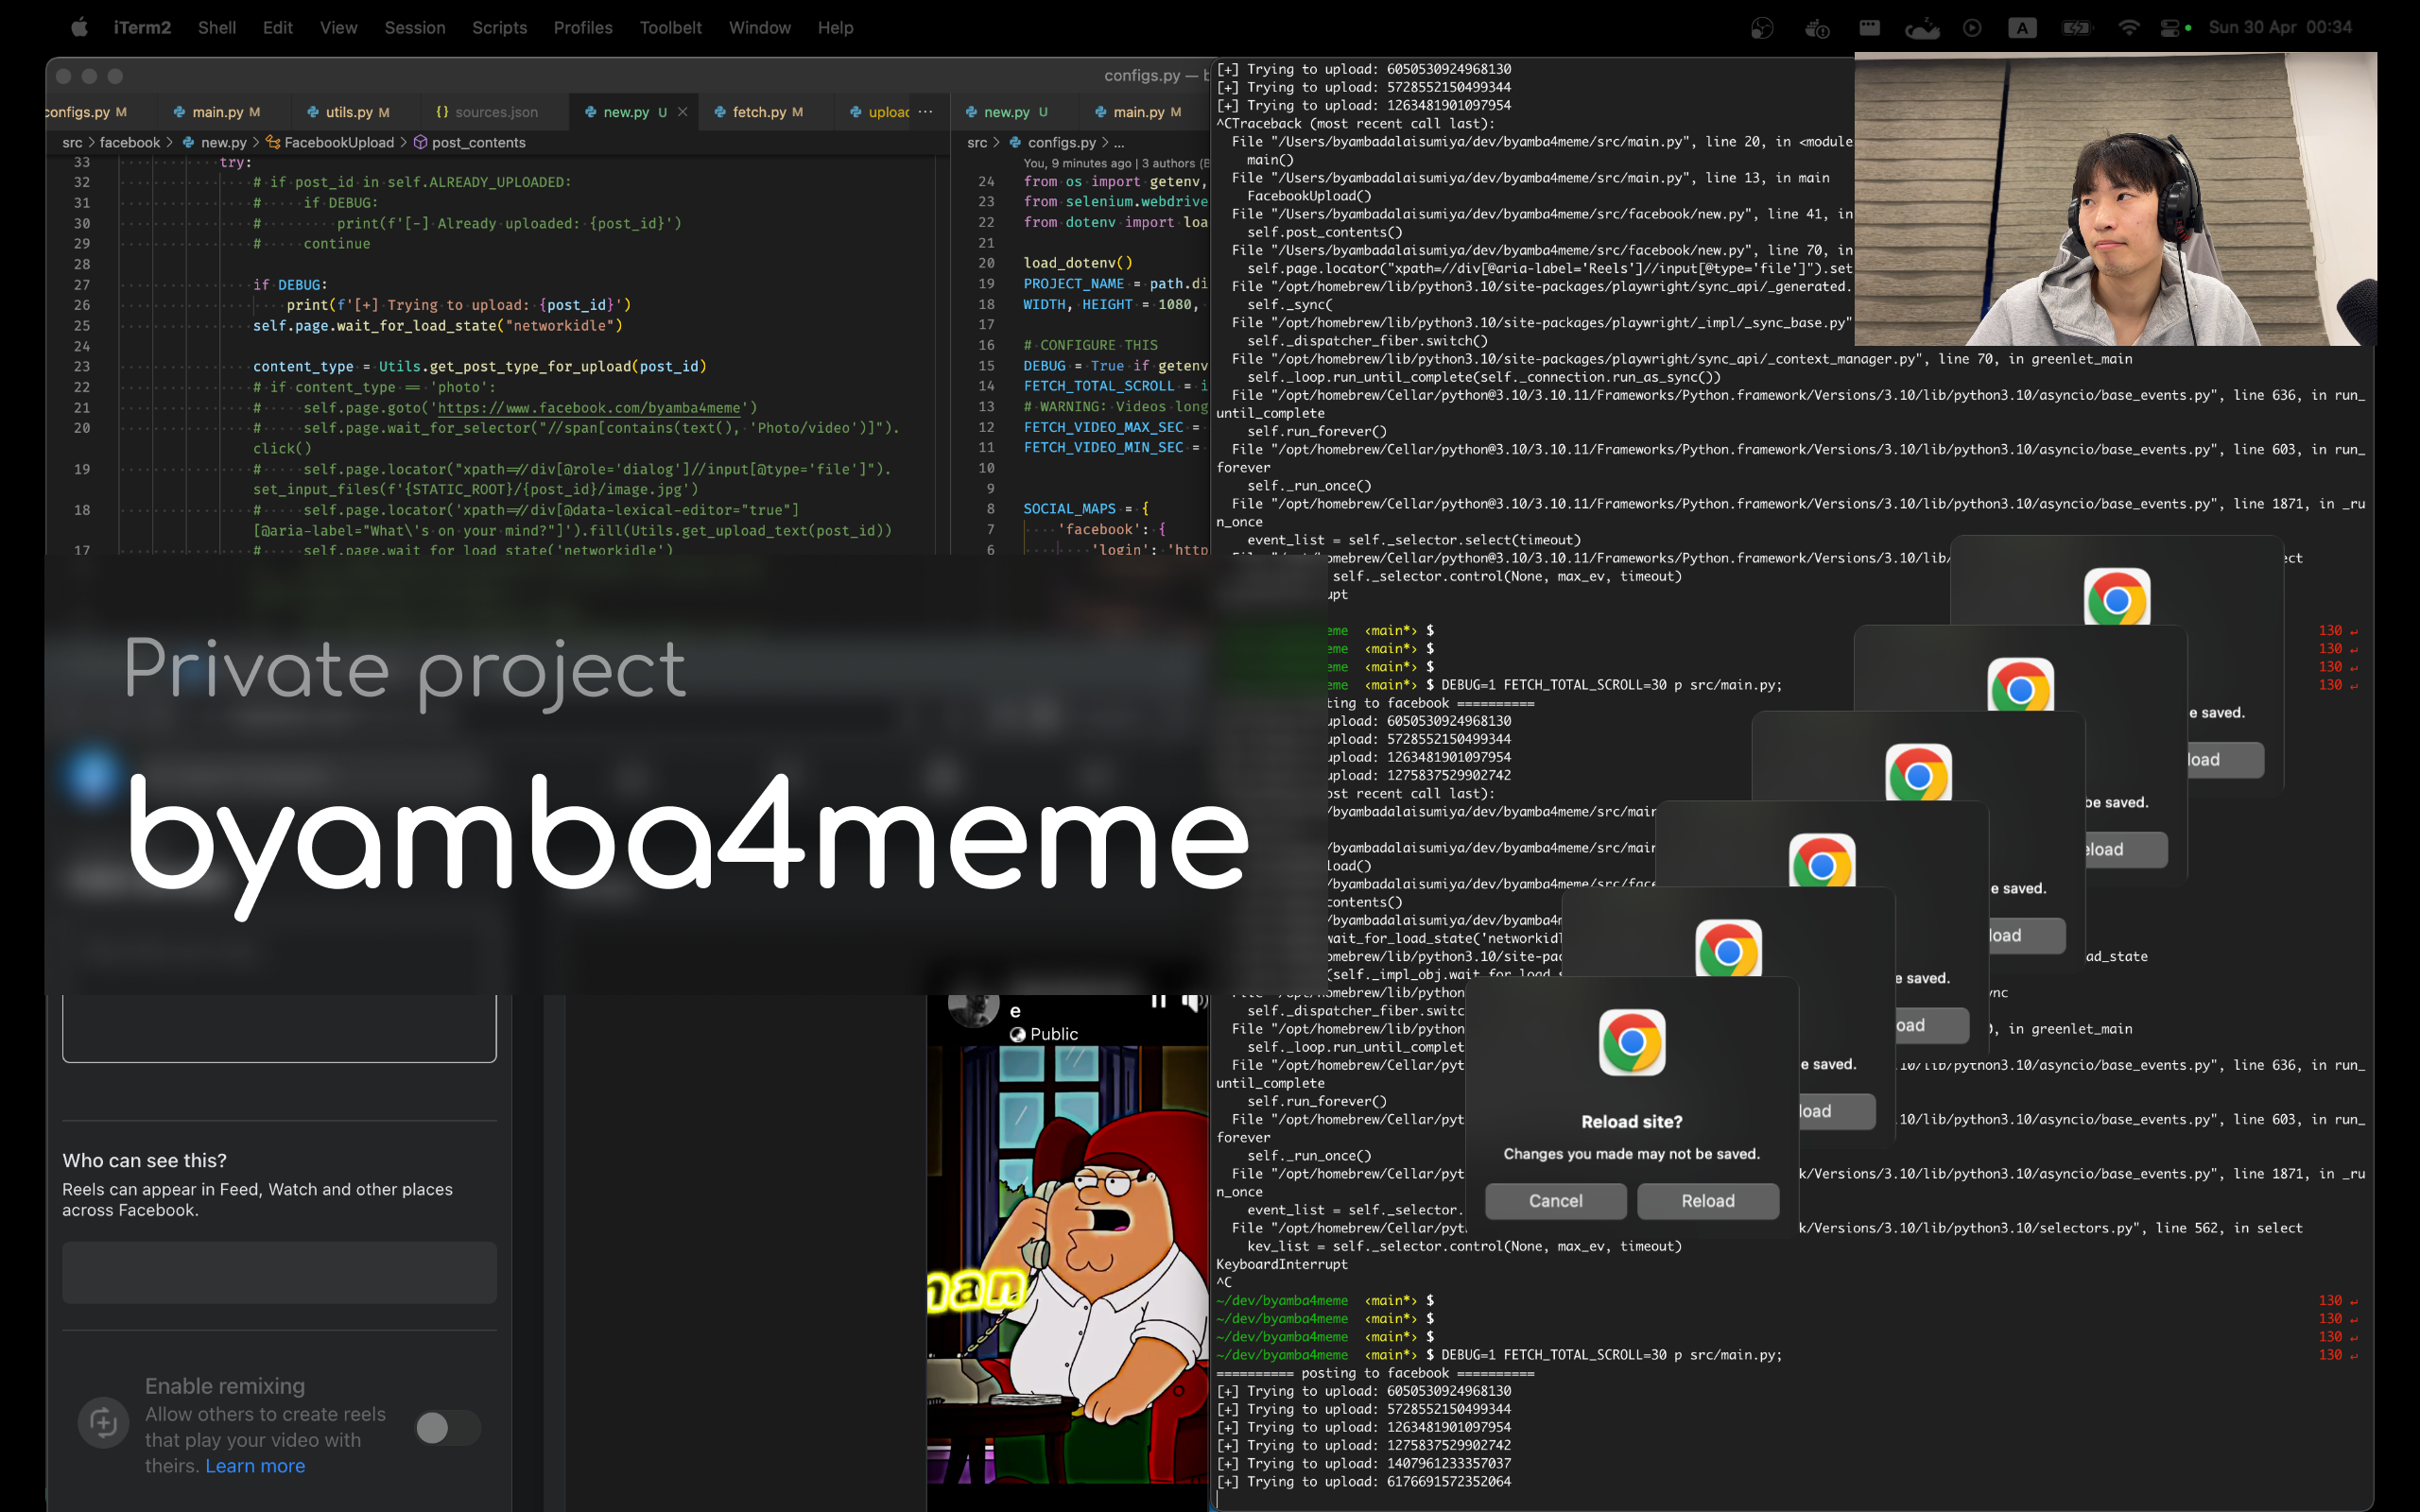 iTerm2 Shell Edit View Session Scripts Profiles Toolbelt Window Help
A Sun 30 Apr 00:34
configs.py —
configs.py M main.py M utils.py M {} sources.json new.py U fetch.py M upload ...
src > facebook > new.py > FacebookUpload > post_contents
33 try:
32 # if post_id in self.ALREADY_UPLOADED:
31 # if DEBUG:
30 # print(f'[-] Already uploaded: {post_id}')
29 # continue
28
27 if DEBUG:
26 print(f'[+] Trying to upload: {post_id}')
25 self.page.wait_for_load_state("networkidle")
24
23 content_type = Utils.get_post_type_for_upload(post_id)
22 # if content_type == 'photo':
21 # self.page.goto('https://www.facebook.com/byamba4meme')
20 # self.page.wait_for_selector("//span[contains(text(), 'Photo/video')]").
click()
19 # self.page.locator("xpath=//div[@role='dialog']//input[@type='file']").
set_input_files(f'{STATIC_ROOT}/{post_id}/image.jpg')
18 # self.page.locator('xpath=//div[@data-lexical-editor="true"]
[@aria-label="What\'s on your mind?"]').fill(Utils.get_upload_text(post_id))
17 # self.page.wait_for_load_state('networkidle')
new.py U main.py M
src > configs.py > ...
You, 9 minutes ago | 3 authors (B
24 from os import getenv,
23 from selenium.webdrive
22 from dotenv import loa
21
20 load_dotenv()
19 PROJECT_NAME = path.di
18 WIDTH, HEIGHT = 1080,
17
16 # CONFIGURE THIS
15 DEBUG = True if getenv
14 FETCH_TOTAL_SCROLL = i
13 # WARNING: Videos long
12 FETCH_VIDEO_MAX_SEC =
11 FETCH_VIDEO_MIN_SEC =
10
9
8 SOCIAL_MAPS = {
7 'facebook': {
6 'login': 'http
[+] Trying to upload: 6050530924968130
[+] Trying to upload: 5728552150499344
[+] Trying to upload: 1263481901097954
^CTraceback (most recent call last):
File "/Users/byambadalaisumiya/dev/byamba4meme/src/main.py", line 20, in <module
main()
File "/Users/byambadalaisumiya/dev/byamba4meme/src/main.py", line 13, in main
FacebookUpload()
File "/Users/byambadalaisumiya/dev/byamba4meme/src/facebook/new.py", line 41, in
self.post_contents()
File "/Users/byambadalaisumiya/dev/byamba4meme/src/facebook/new.py", line 70, in
self.page.locator("xpath=//div[@aria-label='Reels']//input[@type='file']").set
File "/opt/homebrew/lib/python3.10/site-packages/playwright/sync_api/_generated.
self._sync(
File "/opt/homebrew/lib/python3.10/site-packages/playwright/_impl/_sync_base.py"
self._dispatcher_fiber.switch()
File "/opt/homebrew/lib/python3.10/site-packages/playwright/sync_api/_context_manager.py", line 70, in greenlet_main
self._loop.run_until_complete(self._connection.run_as_sync())
File "/opt/homebrew/Cellar/python@3.10/3.10.11/Frameworks/Python.framework/Versions/3.10/lib/python3.10/asyncio/base_events.py", line 636, in run_
until_complete
self.run_forever()
File "/opt/homebrew/Cellar/python@3.10/3.10.11/Frameworks/Python.framework/Versions/3.10/lib/python3.10/asyncio/base_events.py", line 603, in run_
forever
self._run_once()
File "/opt/homebrew/Cellar/python@3.10/3.10.11/Frameworks/Python.framework/Versions/3.10/lib/python3.10/asyncio/base_events.py", line 1871, in _ru
n_once
event_list = self._selector.select(timeout)
File "/opt/homebrew/Cellar/python@3.10/3.10.11/Frameworks/Python.framework/Versions/3.10/lib/ ect
self._selector.control(None, max_ev, timeout)
upt
eme <main*> $ 130 ↵
eme <main*> $ 130 ↵
eme <main*> $ 130 ↵
eme <main*> $ DEBUG=1 FETCH_TOTAL_SCROLL=30 p src/main.py; 130 ↵
ting to facebook ==========
upload: 6050530924968130
upload: 5728552150499344
upload: 1263481901097954
upload: 1275837529902742
ost recent call last):
/byambadalaisumiya/dev/byamba4meme/src/main
/byambadalaisumiya/dev/byamba4meme/src/main
load()
/byambadalaisumiya/dev/byamba4meme/src/face
contents()
/byambadalaisumiya/dev/byamba4m
wait_for_load_state('networkidl
omebrew/lib/python3.10/site-pac
(self._impl_obj.wait_for_load_s ad_state
omebrew/lib/python ync
self._dispatcher_fiber.switc
File "/opt/homebrew/lib/python , in greenlet_main
self._loop.run_until_complet
File "/opt/homebrew/Cellar/pyt .10/lib/python3.10/asyncio/base_events.py", line 636, in run_
until_complete
self.run_forever()
File "/opt/homebrew/Cellar/pyt .10/lib/python3.10/asyncio/base_events.py", line 603, in run_
forever
self._run_once()
File "/opt/homebrew/Cellar/pyt k/Versions/3.10/lib/python3.10/asyncio/base_events.py", line 1871, in _ru
n_once
event_list = self._selector.
File "/opt/homebrew/Cellar/pyt k/Versions/3.10/lib/python3.10/selectors.py", line 562, in select
kev_list = self._selector.control(None, max_ev, timeout)
KeyboardInterrupt
^C
~/dev/byamba4meme <main*> $ 130 ↵
~/dev/byamba4meme <main*> $ 130 ↵
~/dev/byamba4meme <main*> $ 130 ↵
~/dev/byamba4meme <main*> $ DEBUG=1 FETCH_TOTAL_SCROLL=30 p src/main.py; 130 ↵
========== posting to facebook ==========
[+] Trying to upload: 6050530924968130
[+] Trying to upload: 5728552150499344
[+] Trying to upload: 1263481901097954
[+] Trying to upload: 1275837529902742
[+] Trying to upload: 1407961233357037
[+] Trying to upload: 6176691572352064
e saved.
load
be saved.
eload
e saved.
load
e saved.
oad
e saved.
load
Reload site?
Changes you made may not be saved.
Cancel Reload
Private project
byamba4meme
e
Public
man
Who can see this?
Reels can appear in Feed, Watch and other places
across Facebook.
Enable remixing
Allow others to create reels
that play your video with
theirs. Learn more